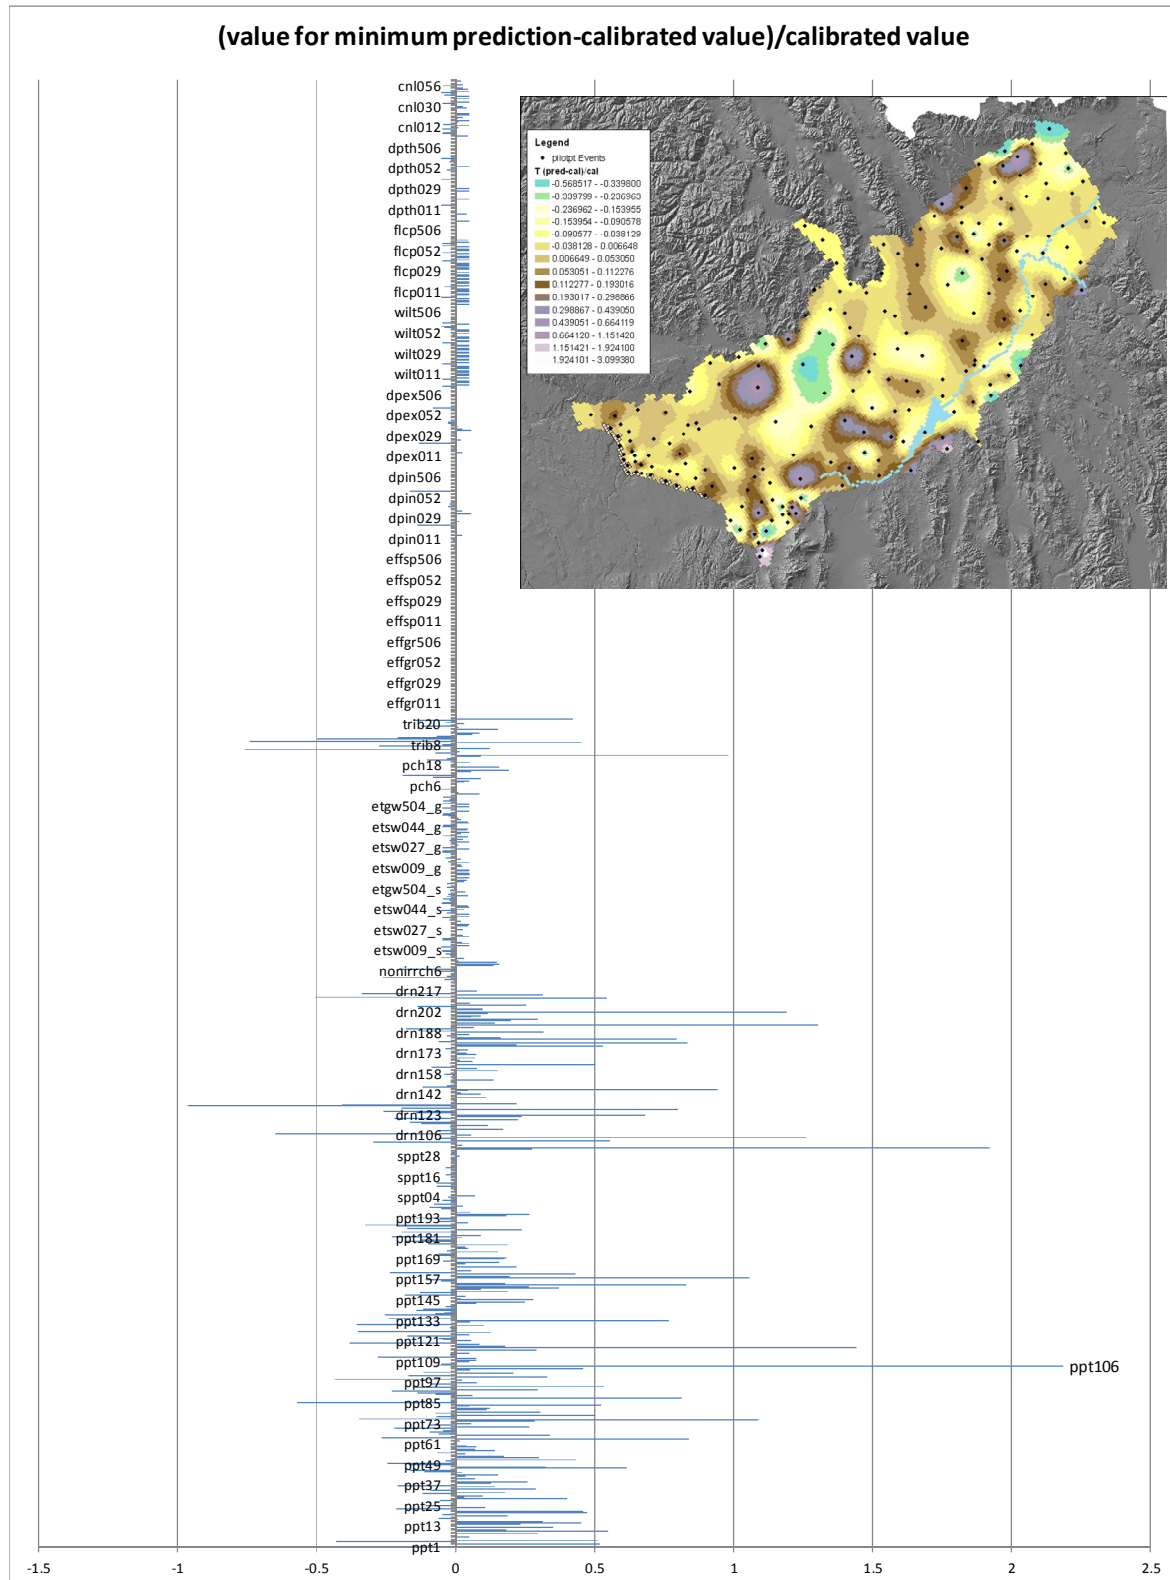 (value for minimum prediction-calibrated value)/calibrated value
cnl056
cnl030
cnl012
dpth506
dpth052
dpth029
dpth011
flcp506
flcp052
flcp029
flcp011
wilt506
wilt052
wilt029
wilt011
dpex506
dpex052
dpex029
dpex011
dpin506
dpin052
dpin029
dpin011
effsp506
effsp052
effsp029
effsp011
effgr506
effgr052
effgr029
effgr011
trib20
trib8
pch18
pch6
etgw504_g
etsw044_g
etsw027_g
etsw009_g
etgw504_s
etsw044_s
etsw027_s
etsw009_s
nonirrch6
drn217
drn202
drn188
drn173
drn158
drn142
drn123
drn106
sppt28
sppt16
sppt04
ppt193
ppt181
ppt169
ppt157
ppt145
ppt133
ppt121
ppt109
ppt97
ppt85
ppt73
ppt61
ppt49
ppt37
ppt25
ppt13
ppt1
ppt106
-1.5 -1 -0.5 0 0.5 1 1.5 2 2.5
Legend
pilotpt Events
T (pred-cal)/cal
-0.568517 - -0.339800
-0.339799 - -0.236963
-0.236962 - -0.153955
-0.153954 - -0.090578
-0.090577 - -0.038129
-0.038128 - 0.006648
0.006649 - 0.053050
0.053051 - 0.112276
0.112277 - 0.193016
0.193017 - 0.298866
0.298867 - 0.439050
0.439051 - 0.664119
0.664120 - 1.151420
1.151421 - 1.924100
1.924101 - 3.099380